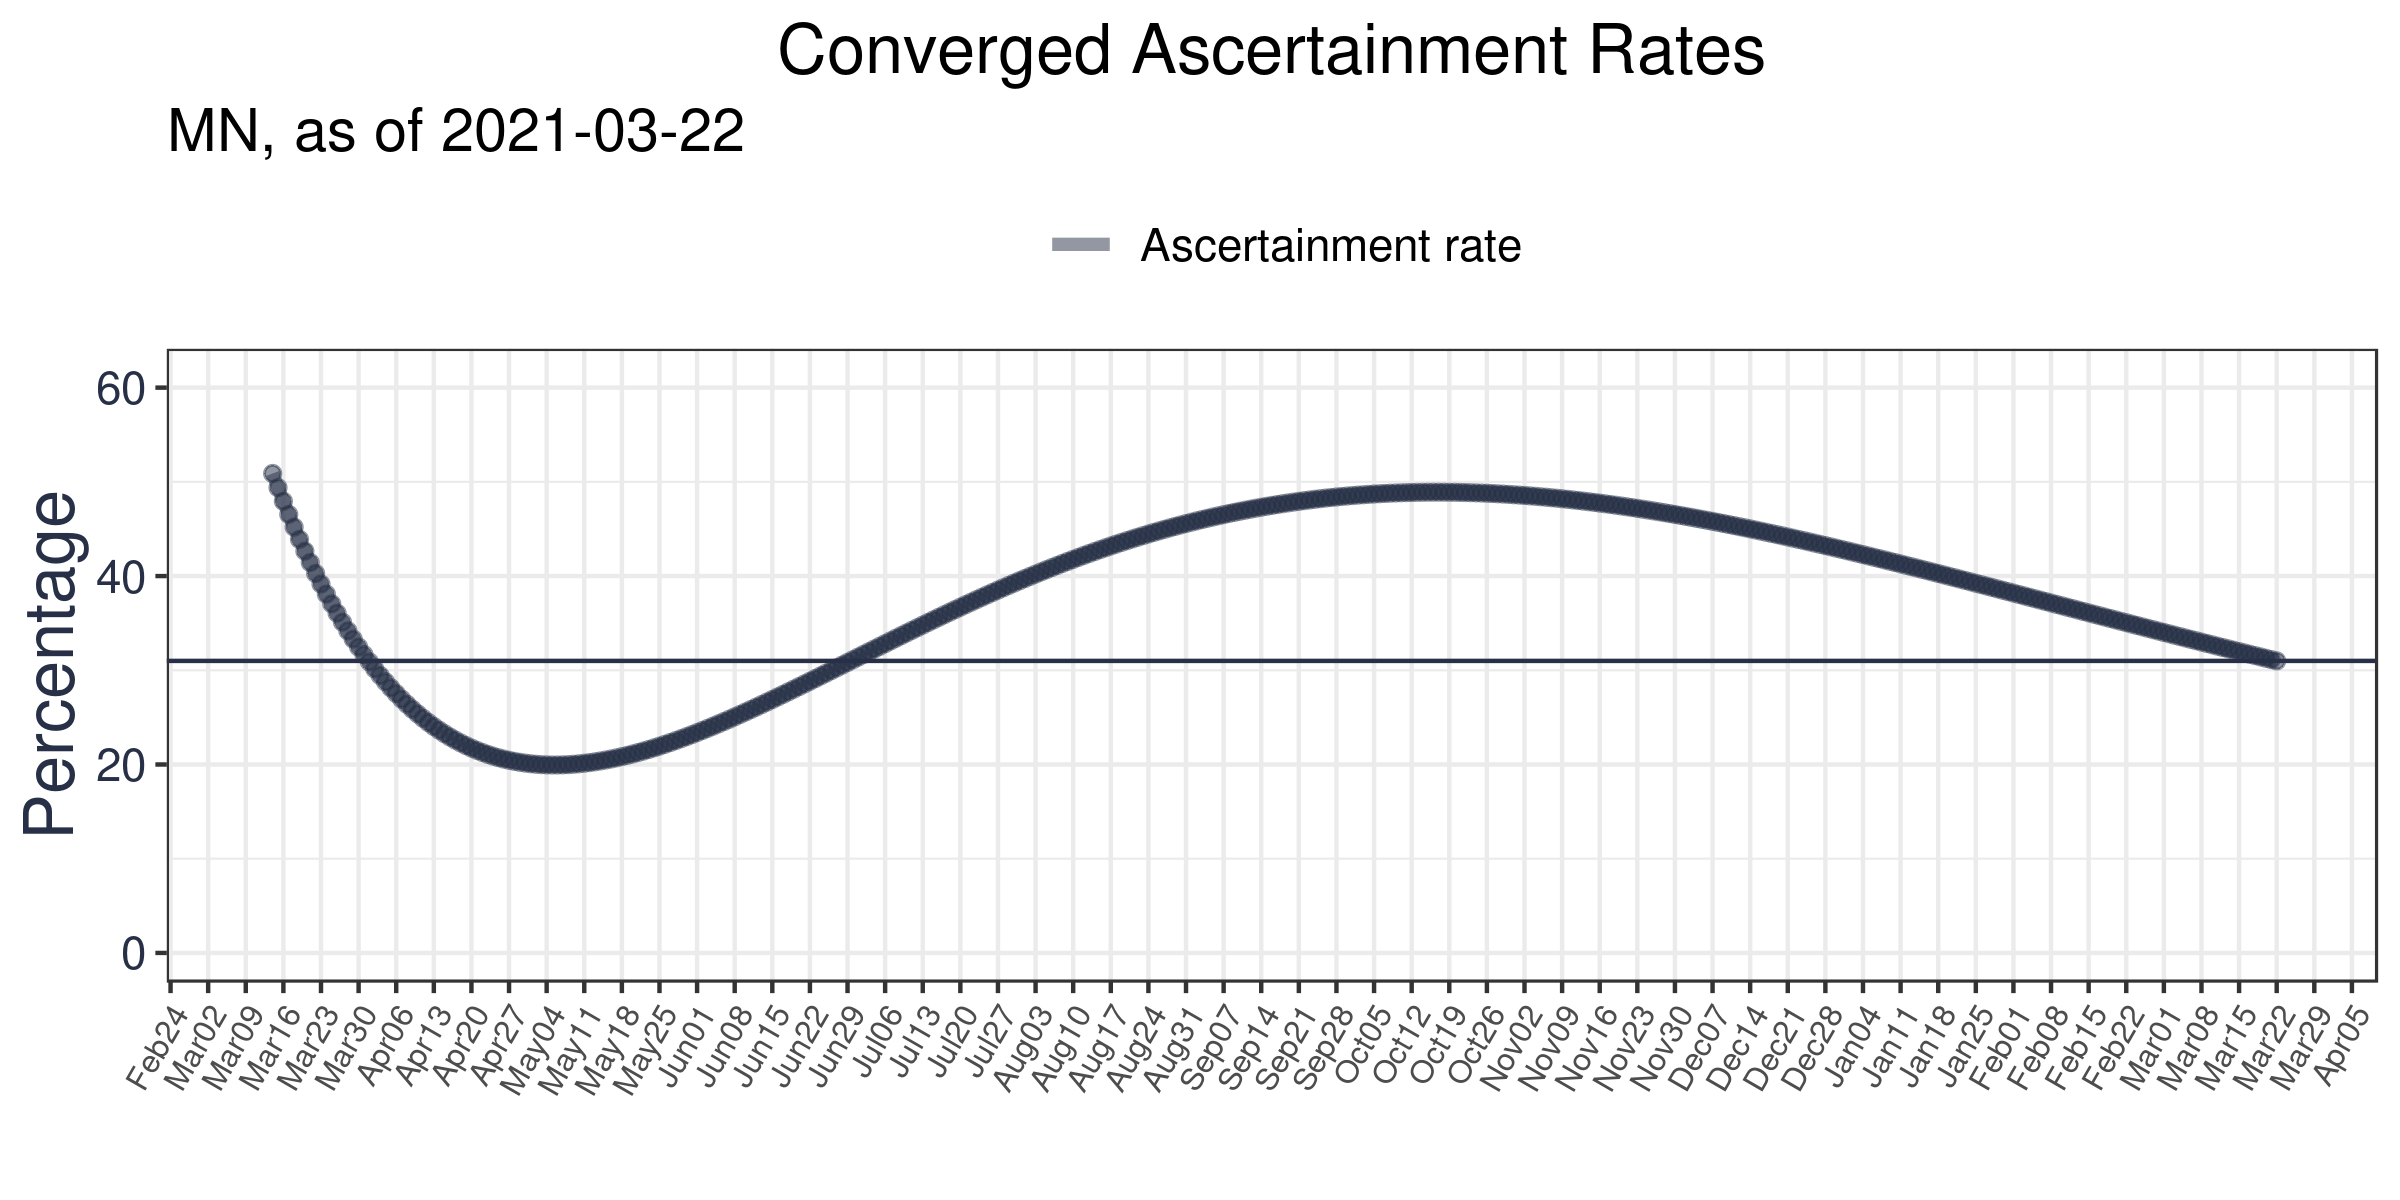 Converged Ascertainment Rates
MN, as of 2021-03-22
Ascertainment rate
Percentage
60
40
20
0
Feb24
Mar02
Mar09
Mar16
Mar23
Mar30
Apr06
Apr13
Apr20
Apr27
May04
May11
May18
May25
Jun01
Jun08
Jun15
Jun22
Jun29
Jul06
Jul13
Jul20
Jul27
Aug03
Aug10
Aug17
Aug24
Aug31
Sep07
Sep14
Sep21
Sep28
Oct05
Oct12
Oct19
Oct26
Nov02
Nov09
Nov16
Nov23
Nov30
Dec07
Dec14
Dec21
Dec28
Jan04
Jan11
Jan18
Jan25
Feb01
Feb08
Feb15
Feb22
Mar01
Mar08
Mar15
Mar22
Mar29
Apr05